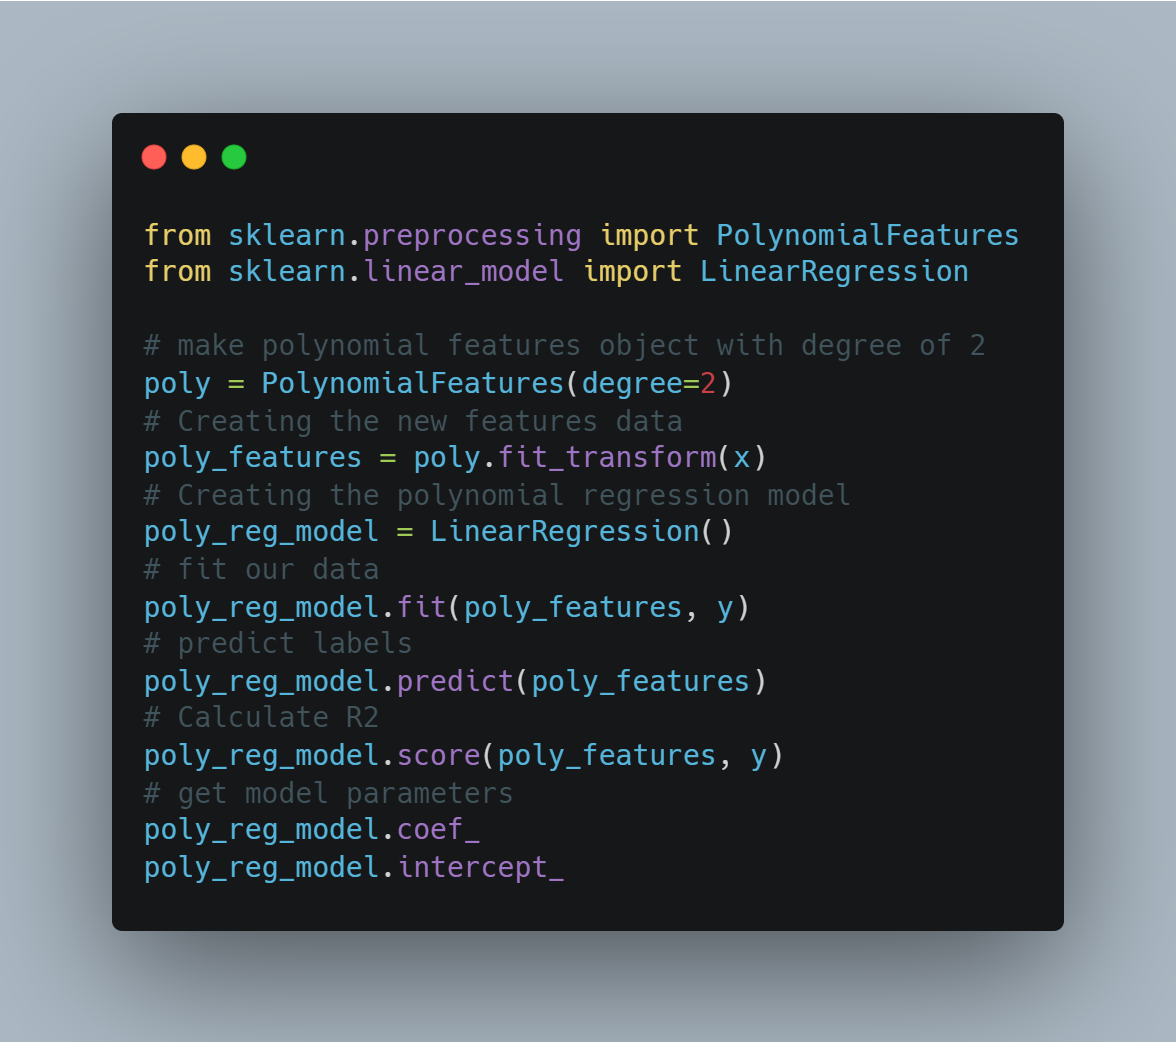 from sklearn.preprocessing import PolynomialFeatures
from sklearn.linear_model import LinearRegression
# make polynomial features object with degree of 2
poly = PolynomialFeatures(degree=2)
# Creating the new features data
poly_features = poly.fit_transform(x)
# Creating the polynomial regression model
poly_reg_model = LinearRegression()
# fit our data
poly_reg_model.fit(poly_features, y)
# predict labels
poly_reg_model.predict(poly_features)
# Calculate R2
poly_reg_model.score(poly_features, y)
# get model parameters
poly_reg_model.coef_
poly_reg_model.intercept_